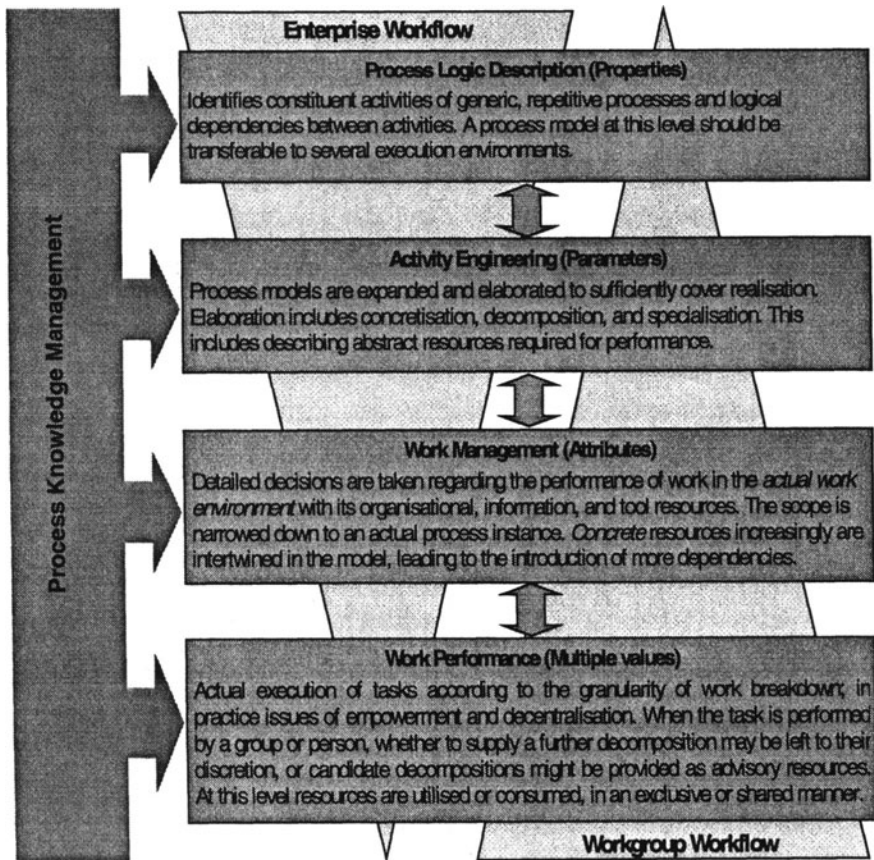 Enterprise Workflow
Process Logic Description (Properties)
Identifies constituent activities of generic, repetitive processes and logical
dependencies between activities. A process model at this level should be
transferable to several execution environments.
Activity Engineering (Parameters)
Process models are expanded and elaborated to sufficiently cover realisation.
Elaboration includes concretisation, decomposition, and specialisation. This
includes describing abstract resources required for performance.
Work Management (Attributes)
Detailed decisions are taken regarding the performance of work in the actual work
environment with its organisational, information, and tool resources. The scope is
narrowed down to an actual process instance. Concrete resources increasingly are
intertwined in the model, leading to the introduction of more dependencies.
Work Performance (Multiple values)
Actual execution of tasks according to the granularity of work breakdown; in
practice issues of empowerment and decentralisation. When the task is performed
by a group or person, whether to supply a further decomposition may be left to their
discretion, or candidate decompositions might be provided as advisory resources.
At this level resources are utilised or consumed, in an exclusive or shared manner.
Workgroup Workflow
Process Knowledge Management